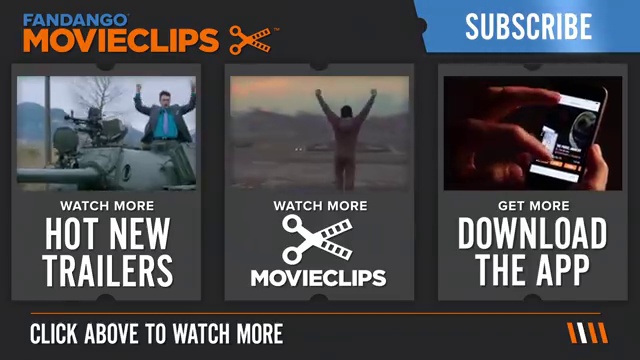 FANDANGO
MOVIECLIPS ™
SUBSCRIBE
WATCH MORE
HOT NEW
TRAILERS
WATCH MORE
MOVIECLIPS
GET MORE
DOWNLOAD
THE APP
CLICK ABOVE TO WATCH MORE